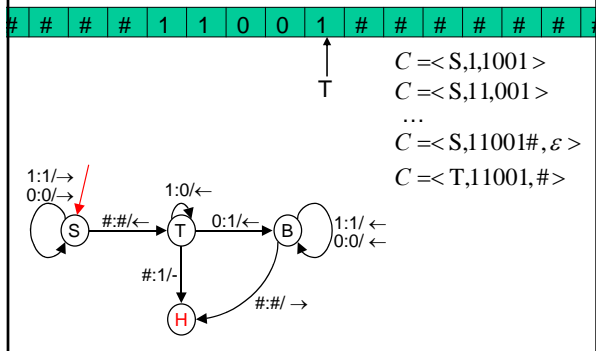 # # # # 1 1 0 0 1 # # # # # #
T
C =< S,1,1001 >
C =< S,11,001 >
...
C =< S,11001#, ε >
C =< T,11001, # >
1:1/→
0:0/→
1:0/←
S
#:#/←
T
0:1/←
B
1:1/ ←
0:0/ ←
#:1/-
#:#/ →
H